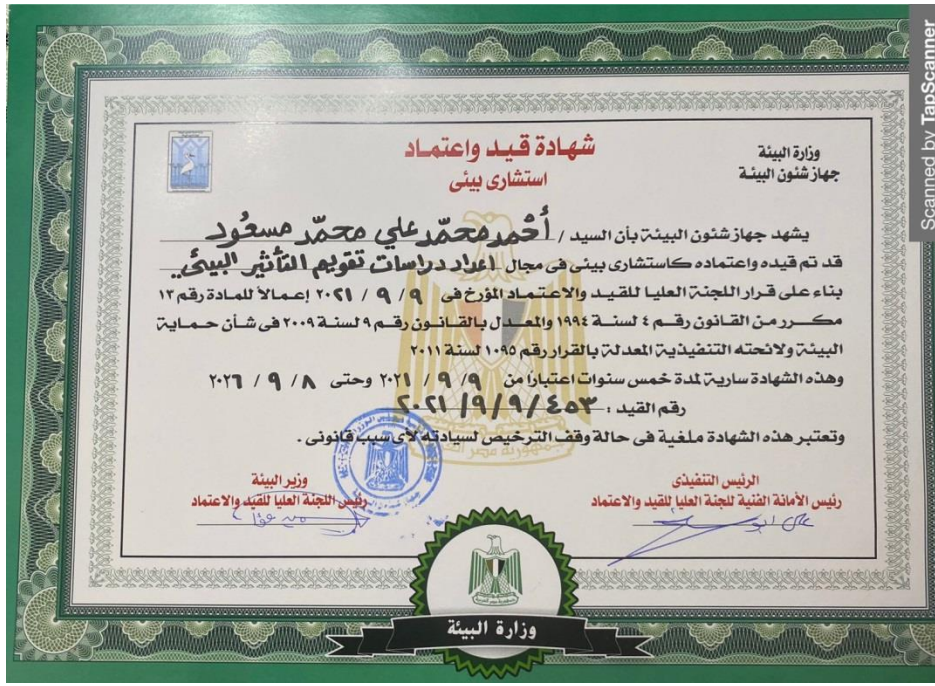 Scanned by TapScanner
وزارة البيئة
جهاز شئون البيئة
شهادة قيد واعتماد
استشارى بيئى
يشهد جهاز شئون البيئة بأن السيد / أحمد محمّد علي محمّد مسعُود
قد تم قيده واعتماده كاستشارى بيئى فى مجال اعداد دراسات تقويم التأثير البيئى..
بناء على قرار اللجنة العليا للقيد والاعتماد المؤرخ فى ٩ / ٩ / ٢٠٢١ إعمالاً للمادة رقم ١٣
مكرر من القانون رقم ٤ لسنة ١٩٩٤ والمعدل بالقانون رقم ٩ لسنة ٢٠٠٩ فى شأن حماية
البيئة ولائحته التنفيذية المعدلة بالقرار رقم ١٠٩٥ لسنة ٢٠١١
وهذه الشهادة سارية لمدة خمس سنوات اعتبارا من ٩ / ٩ / ٢٠٢١ وحتى ٨ / ٩ / ٢٠٢٦
رقم القيد : ٤٥٣ / ٩ / ٩ / ٢٠٢١
وتعتبر هذه الشهادة ملغية فى حالة وقف الترخيص لسيادته لأى سبب قانونى .
الرئيس التنفيذى
رئيس الأمانة الفنية للجنة العليا للقيد والاعتماد
وزير البيئة
رئيس اللجنة العليا للقيد والاعتماد
وزارة البيئة